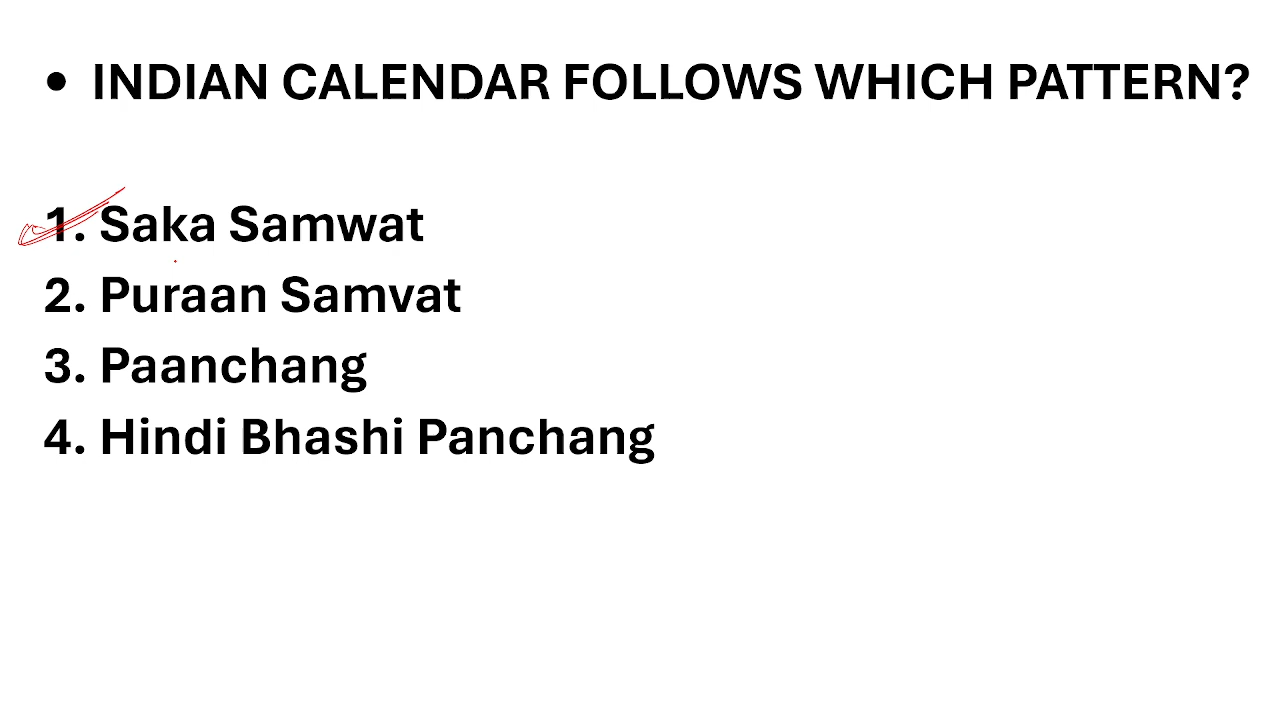 • INDIAN CALENDAR FOLLOWS WHICH PATTERN?
1. Saka Samwat
2. Puraan Samvat
3. Paanchang
4. Hindi Bhashi Panchang